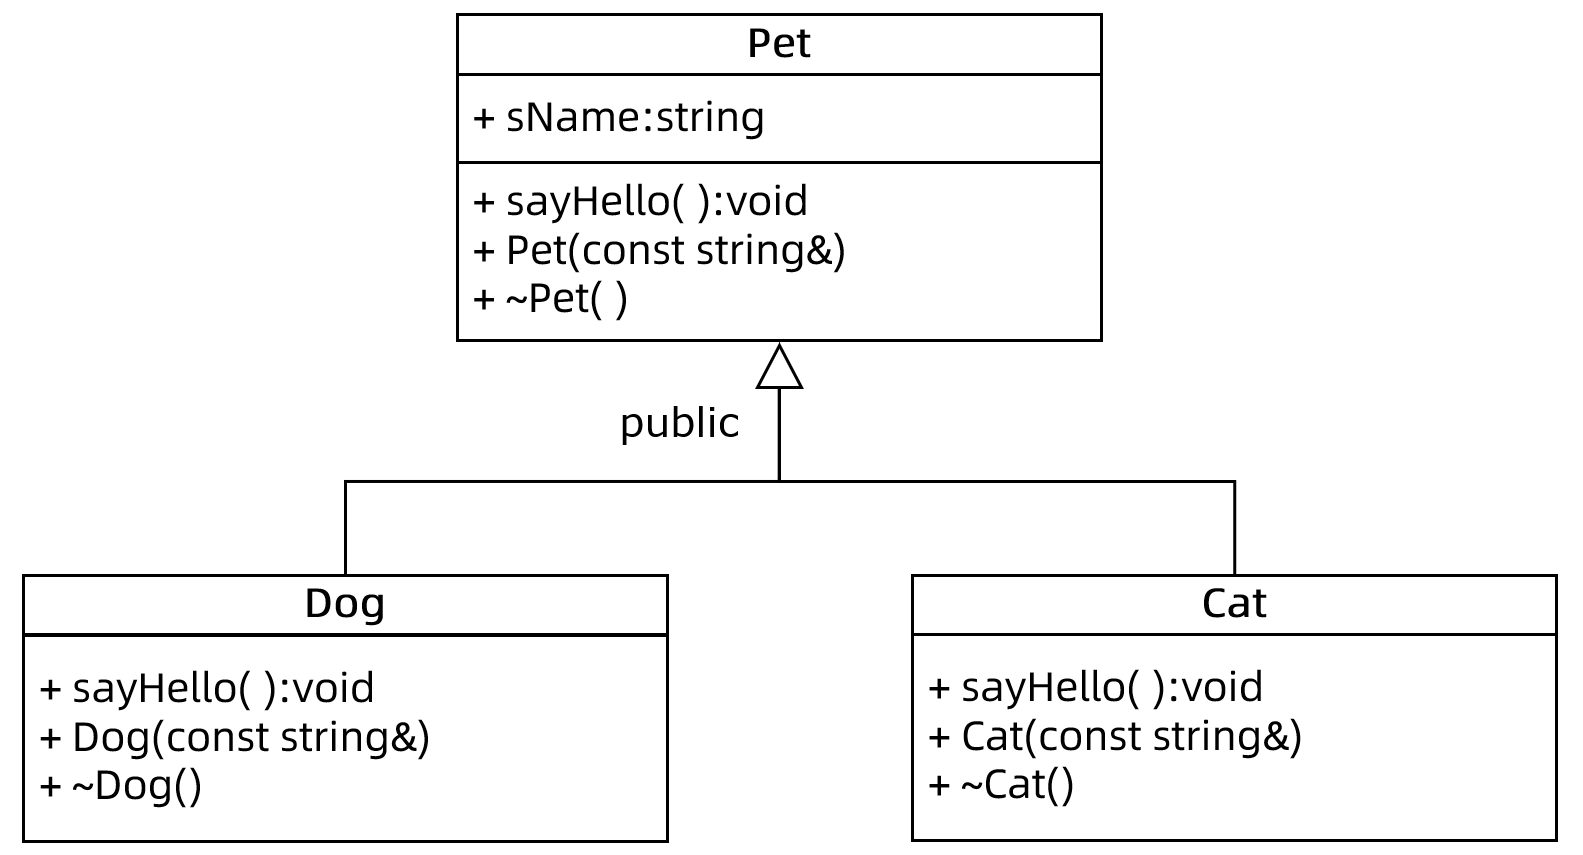 Pet
+ sName:string
+ sayHello( ):void
+ Pet(const string&)
+ ~Pet( )
public
Dog
+ sayHello( ):void
+ Dog(const string&)
+ ~Dog()
Cat
+ sayHello( ):void
+ Cat(const string&)
+ ~Cat()